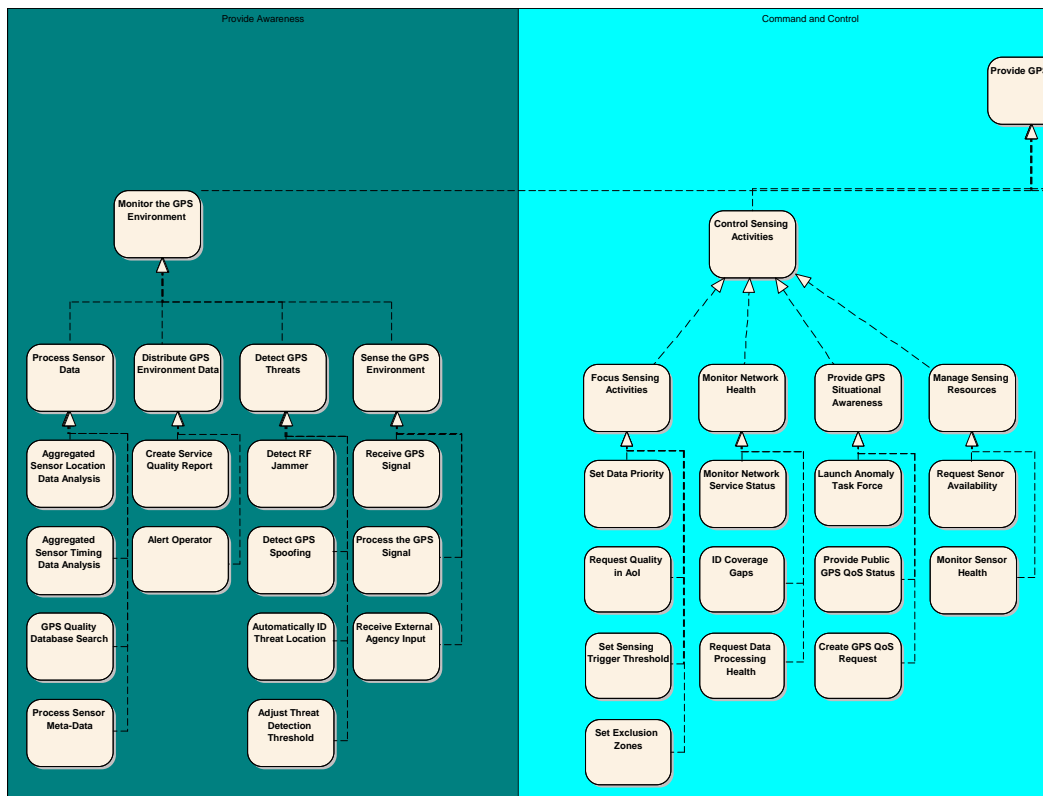 Provide Awareness
Command and Control
Provide GPS
Monitor the GPS
Environment
Control Sensing
Activities
Process Sensor
Data
Distribute GPS
Environment Data
Detect GPS
Threats
Sense the GPS
Environment
Focus Sensing
Activities
Monitor Network
Health
Provide GPS
Situational
Awareness
Manage Sensing
Resources
Aggregated
Sensor Location
Data Analysis
Create Service
Quality Report
Detect RF
Jammer
Receive GPS
Signal
Set Data Priority
Monitor Network
Service Status
Launch Anomaly
Task Force
Request Senor
Availability
Aggregated
Sensor Timing
Data Analysis
Alert Operator
Detect GPS
Spoofing
Process the GPS
Signal
Request Quality
in AoI
ID Coverage
Gaps
Provide Public
GPS QoS Status
Monitor Sensor
Health
GPS Quality
Database Search
Automatically ID
Threat Location
Receive External
Agency Input
Set Sensing
Trigger Threshold
Request Data
Processing
Health
Create GPS QoS
Request
Process Sensor
Meta-Data
Adjust Threat
Detection
Threshold
Set Exclusion
Zones